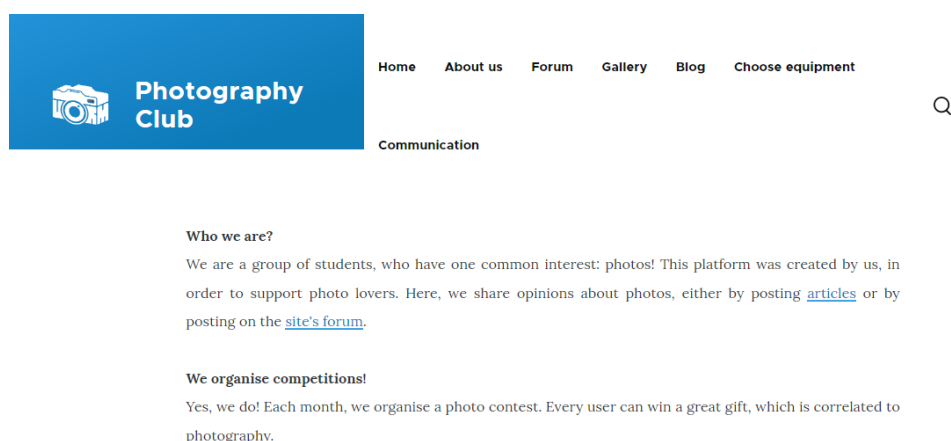 Photography
Club
Home About us Forum Gallery Blog Choose equipment
Communication
Who we are?
We are a group of students, who have one common interest: photos! This platform was created by us, in
order to support photo lovers. Here, we share opinions about photos, either by posting articles or by
posting on the site's forum.
We organise competitions!
Yes, we do! Each month, we organise a photo contest. Every user can win a great gift, which is correlated to
photography.